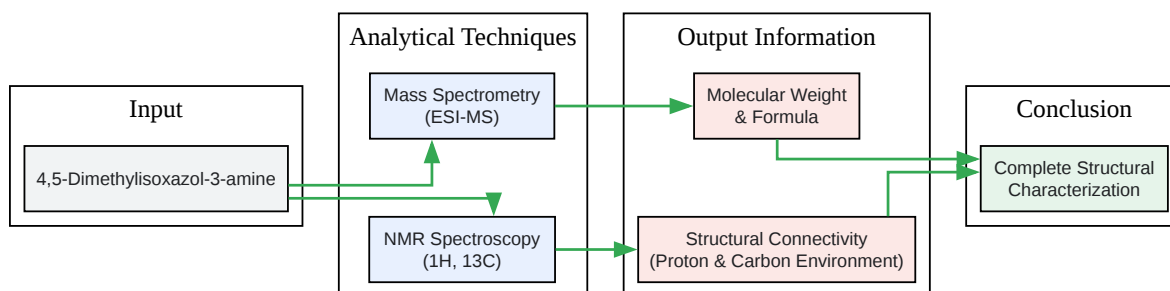 Input
4,5-Dimethylisoxazol-3-amine
Analytical Techniques
Mass Spectrometry
(ESI-MS)
NMR Spectroscopy
(1H, 13C)
Output Information
Molecular Weight
& Formula
Structural Connectivity
(Proton & Carbon Environment)
Conclusion
Complete Structural
Characterization